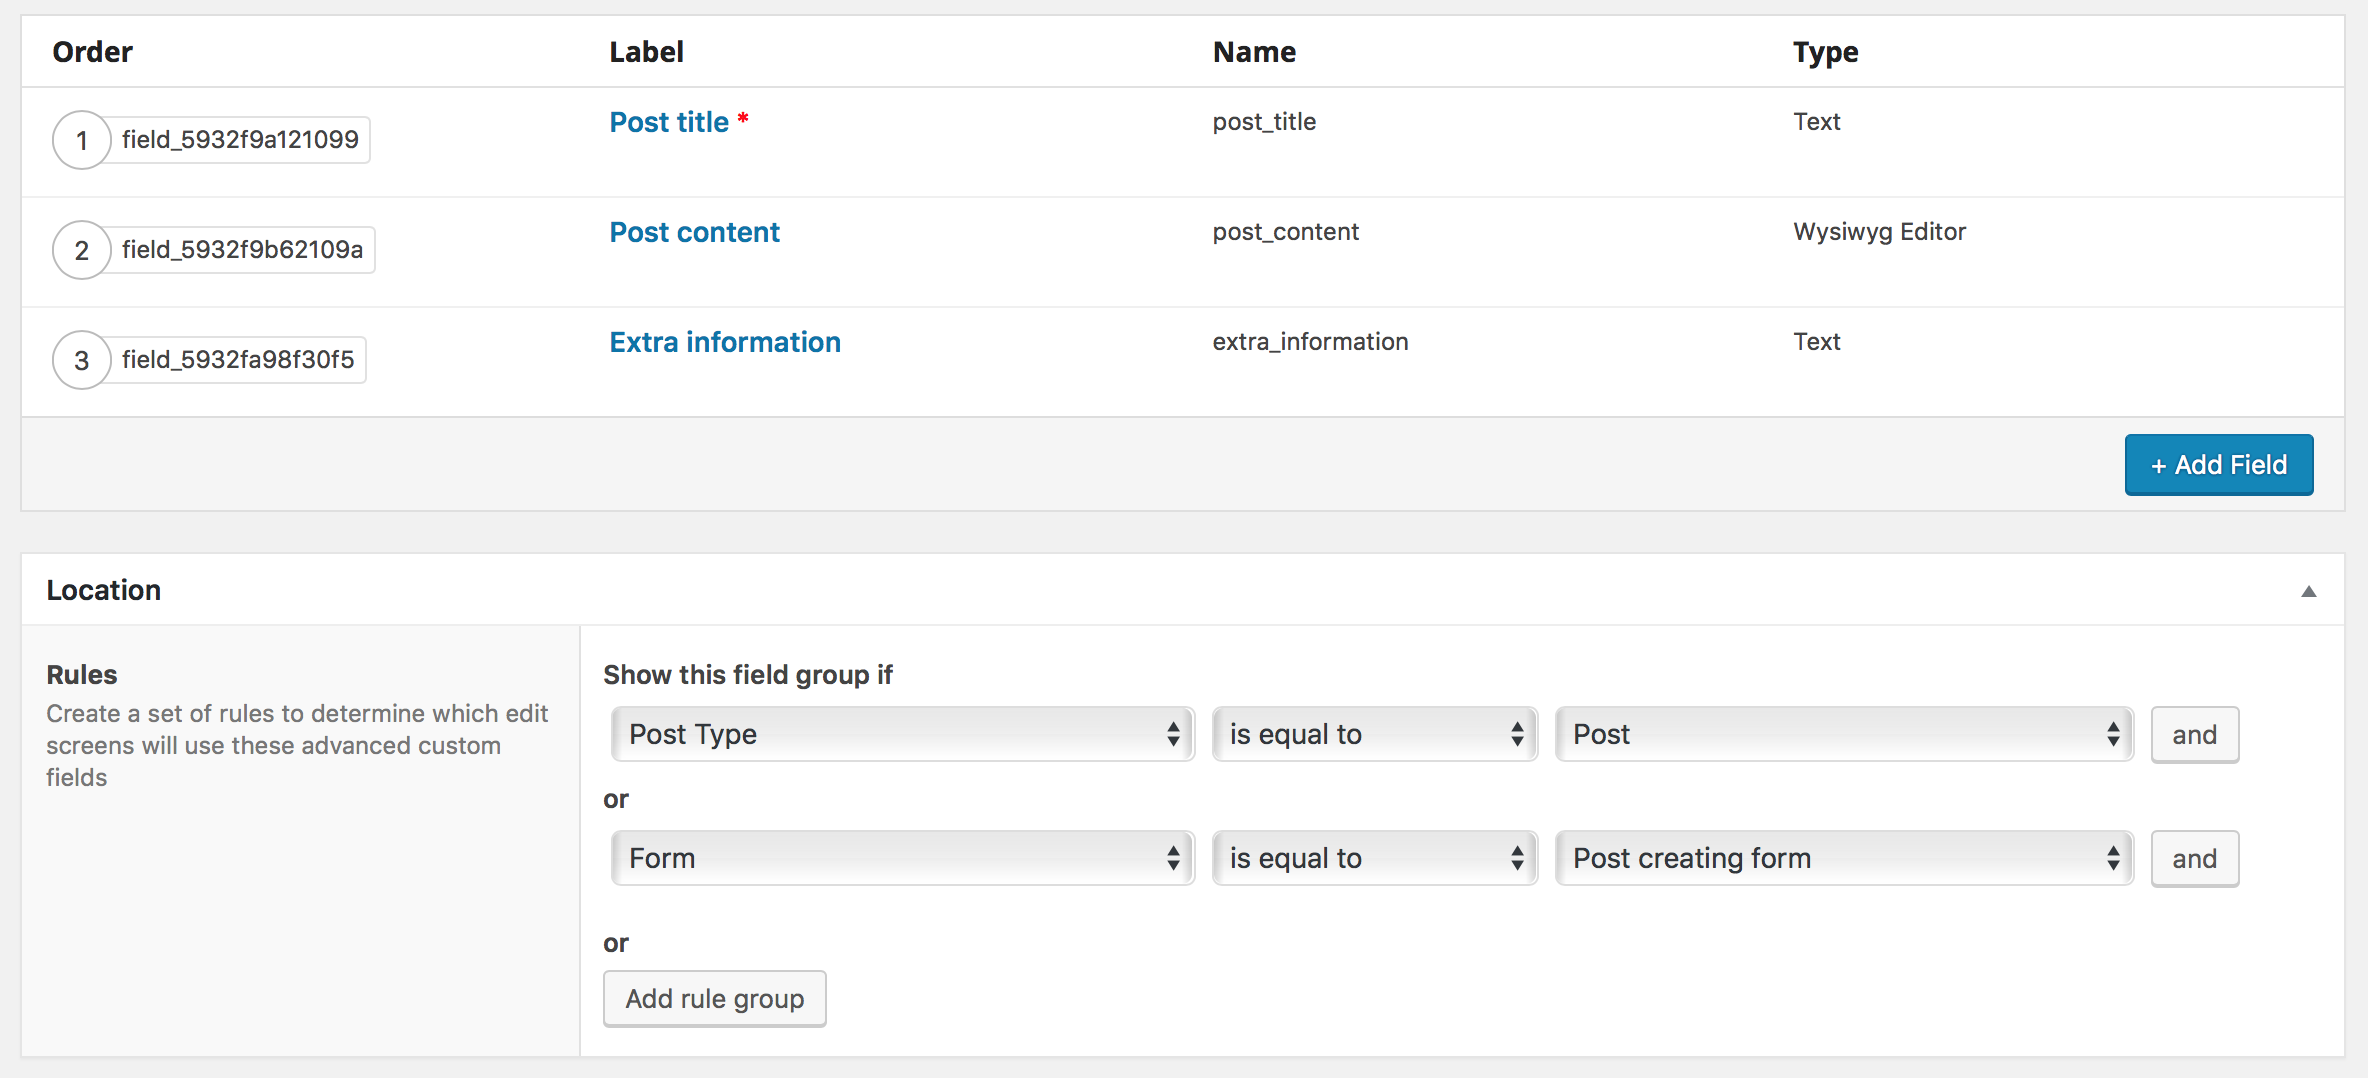 Order Label Name Type
1 field_5932f9a121099 Post title * post_title Text
2 field_5932f9b62109a Post content post_content Wysiwyg Editor
3 field_5932fa98f30f5 Extra information extra_information Text
+ Add Field
Location
Rules
Create a set of rules to determine which edit
screens will use these advanced custom
fields
Show this field group if
Post Type is equal to Post and
or
Form is equal to Post creating form and
or
Add rule group